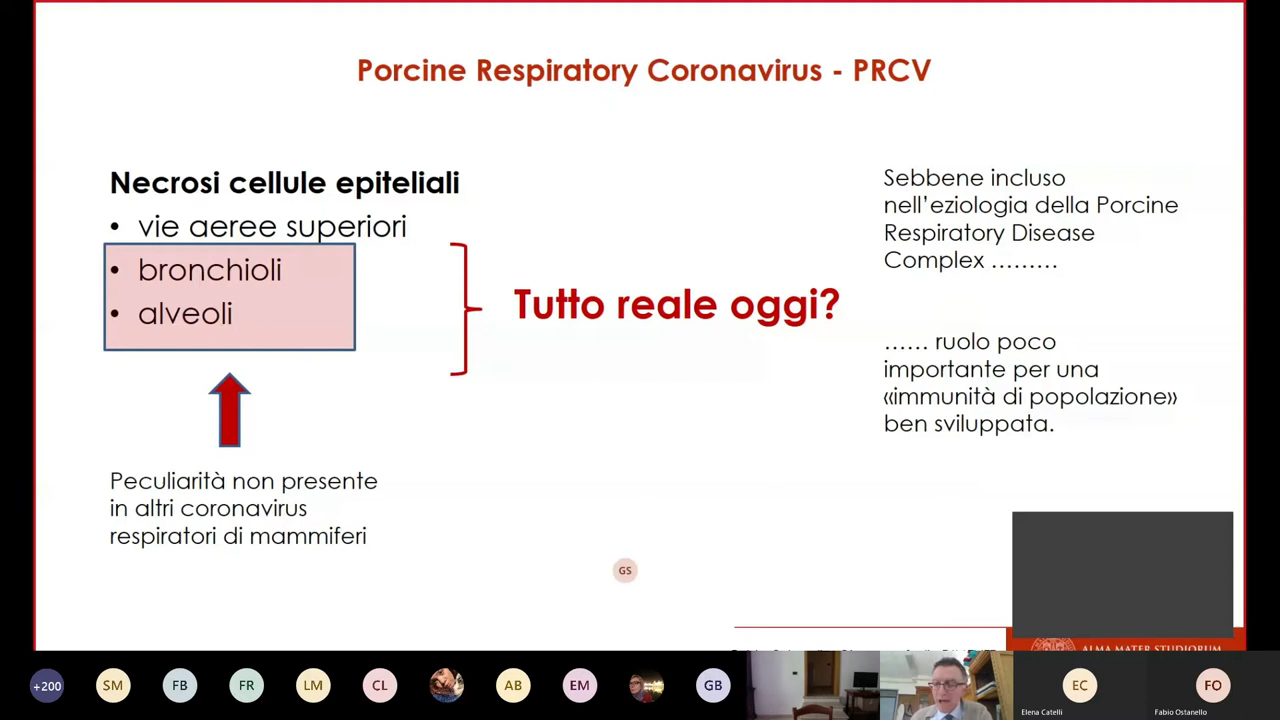 Porcine Respiratory Coronavirus - PRCV
Necrosi cellule epiteliali
• vie aeree superiori
• bronchioli
• alveoli
Tutto reale oggi?
Sebbene incluso
nell'eziologia della Porcine
Respiratory Disease
Complex ………
…… ruolo poco
importante per una
«immunità di popolazione»
ben sviluppata.
Peculiarità non presente
in altri coronavirus
respiratori di mammiferi
GS
ALMA MATER STUDIORUM
+200
SM
FB
FR
LM
CL
AB
EM
GB
EC
Elena Catelli
FO
Fabio Ostanello